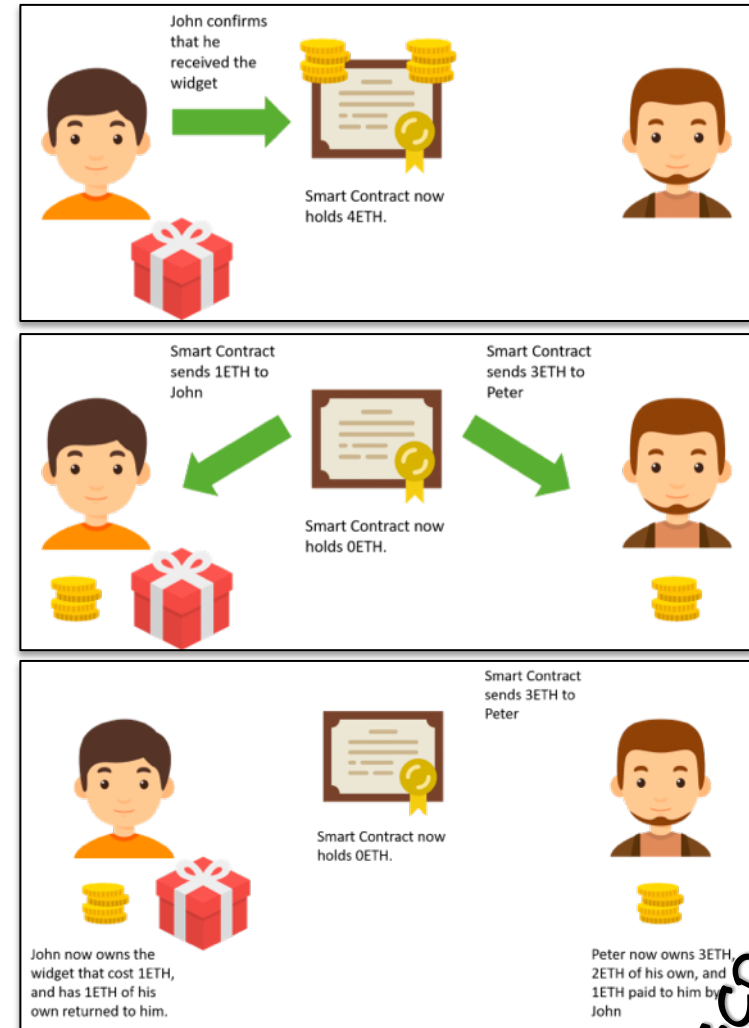 John confirms
that he
received the
widget
Smart Contract now
holds 4ETH.
Smart Contract
sends 1ETH to
John
Smart Contract
sends 3ETH to
Peter
Smart Contract now
holds 0ETH.
Smart Contract
sends 3ETH to
Peter
Smart Contract now
holds 0ETH.
John now owns the
widget that cost 1ETH,
and has 1ETH of his
own returned to him.
Peter now owns 3ETH,
2ETH of his own, and
1ETH paid to him by
John